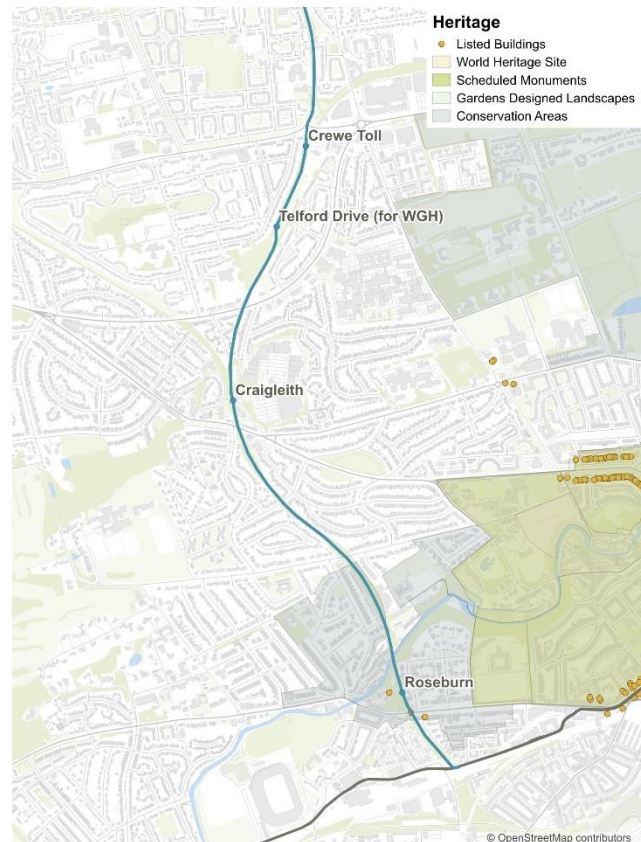 Heritage
Listed Buildings
World Heritage Site
Scheduled Monuments
Gardens Designed Landscapes
Conservation Areas
Crewe Toll
Telford Drive (for WGH)
Craigleith
Roseburn
© OpenStreetMap contributors